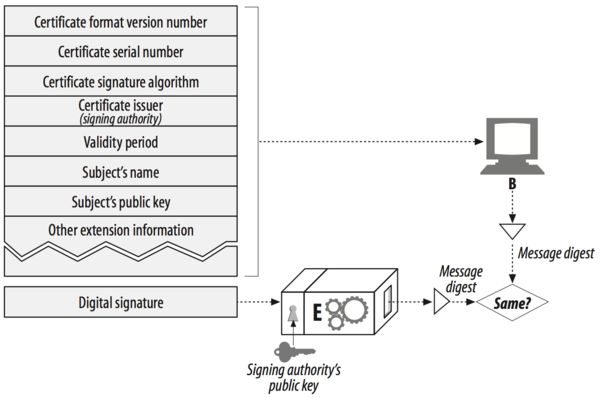 Certificate format version number
Certificate serial number
Certificate signature algorithm
Certificate issuer
(signing authority)
Validity period
Subject's name
Subject's public key
Other extension information
Digital signature
B
Message digest
Message
digest
Same?
E
Signing authority's
public key